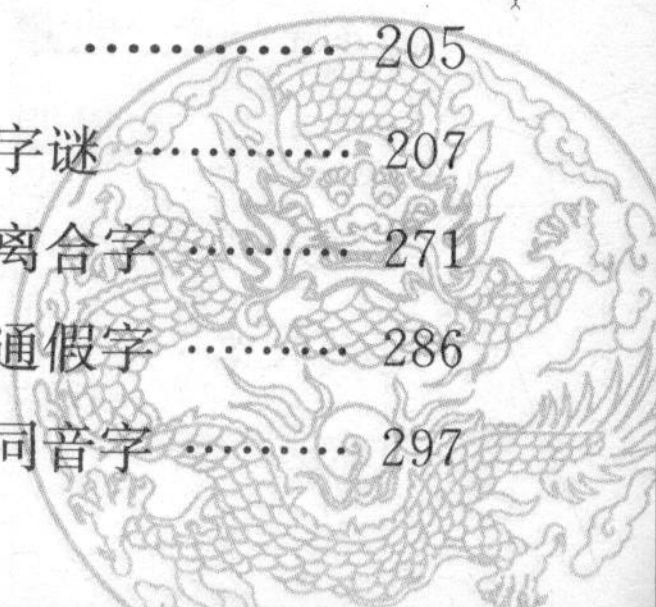 ………… 205
字谜 ………… 207
离合字 ……… 271
通假字 ……… 286
同音字 ……… 297